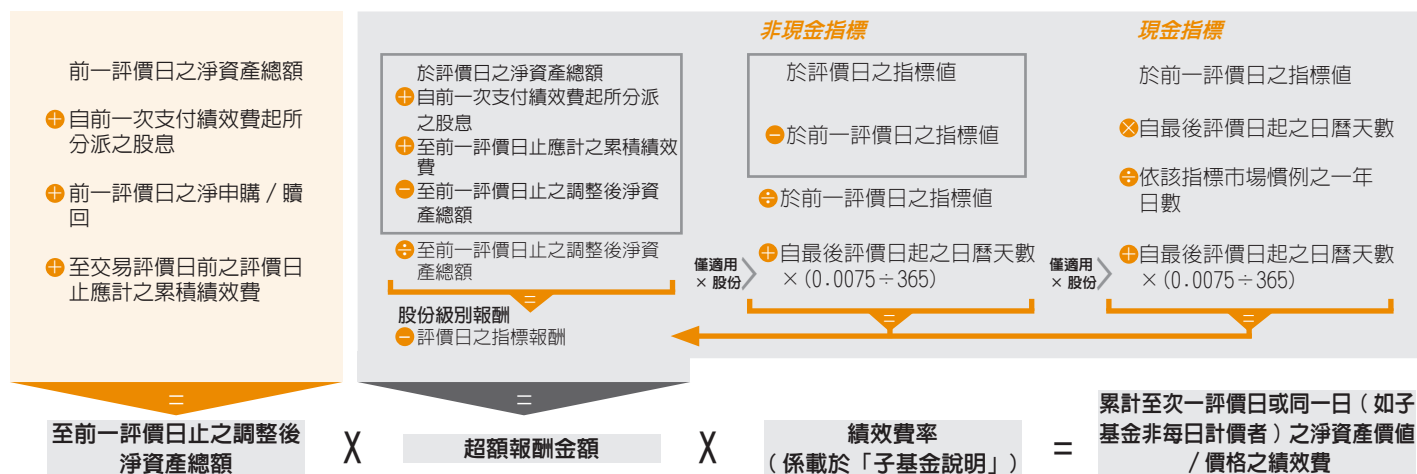 前一評價日之淨資產總額
＋自前一次支付績效費起所
分派之股息
＋前一評價日之淨申購／贖
回
＋至交易評價日前之評價日
止應計之累積績效費
=
至前一評價日止之調整後
淨資產總額
X
於評價日之淨資產總額
＋自前一次支付績效費起所分派
之股息
＋至前一評價日止應計之累積績效
費
－至前一評價日止之調整後淨資
產總額
÷至前一評價日止之調整後淨資
產總額
=
股份級別報酬
－評價日之指標報酬
=
超額報酬金額
非現金指標
於評價日之指標值
－於前一評價日之指標值
÷於前一評價日之指標值
僅適用
× 股份
＋自最後評價日起之日曆天數
×(0.0075÷365)
=
現金指標
於前一評價日之指標值
×自最後評價日起之日曆天數
÷依該指標市場慣例之一年
日數
僅適用
× 股份
＋自最後評價日起之日曆天數
×(0.0075÷365)
=
X
績效費率
（係載於「子基金說明」）
=
累計至次一評價日或同一日（如子
基金非每日計價者）之淨資產價值
／價格之績效費